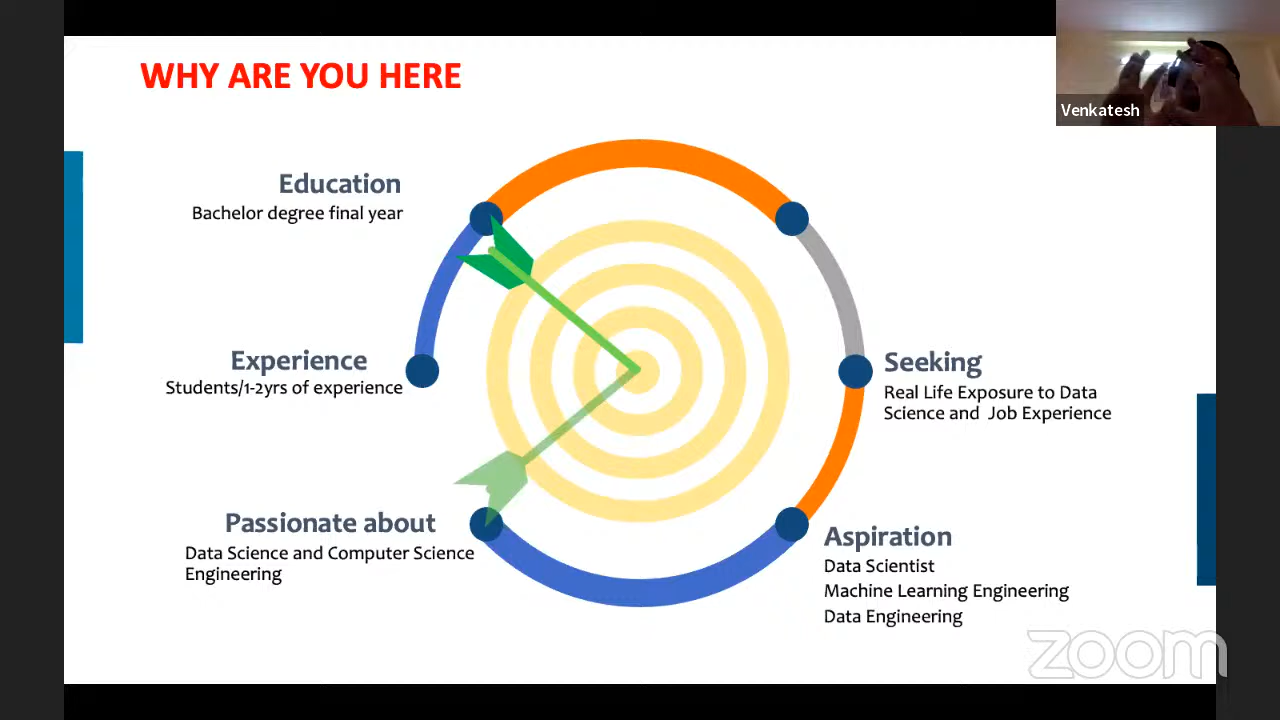 WHY ARE YOU HERE
Venkatesh
Education
Bachelor degree final year
Experience
Students/1-2yrs of experience
Passionate about
Data Science and Computer Science
Engineering
Seeking
Real Life Exposure to Data
Science and Job Experience
Aspiration
Data Scientist
Machine Learning Engineering
Data Engineering
zoom